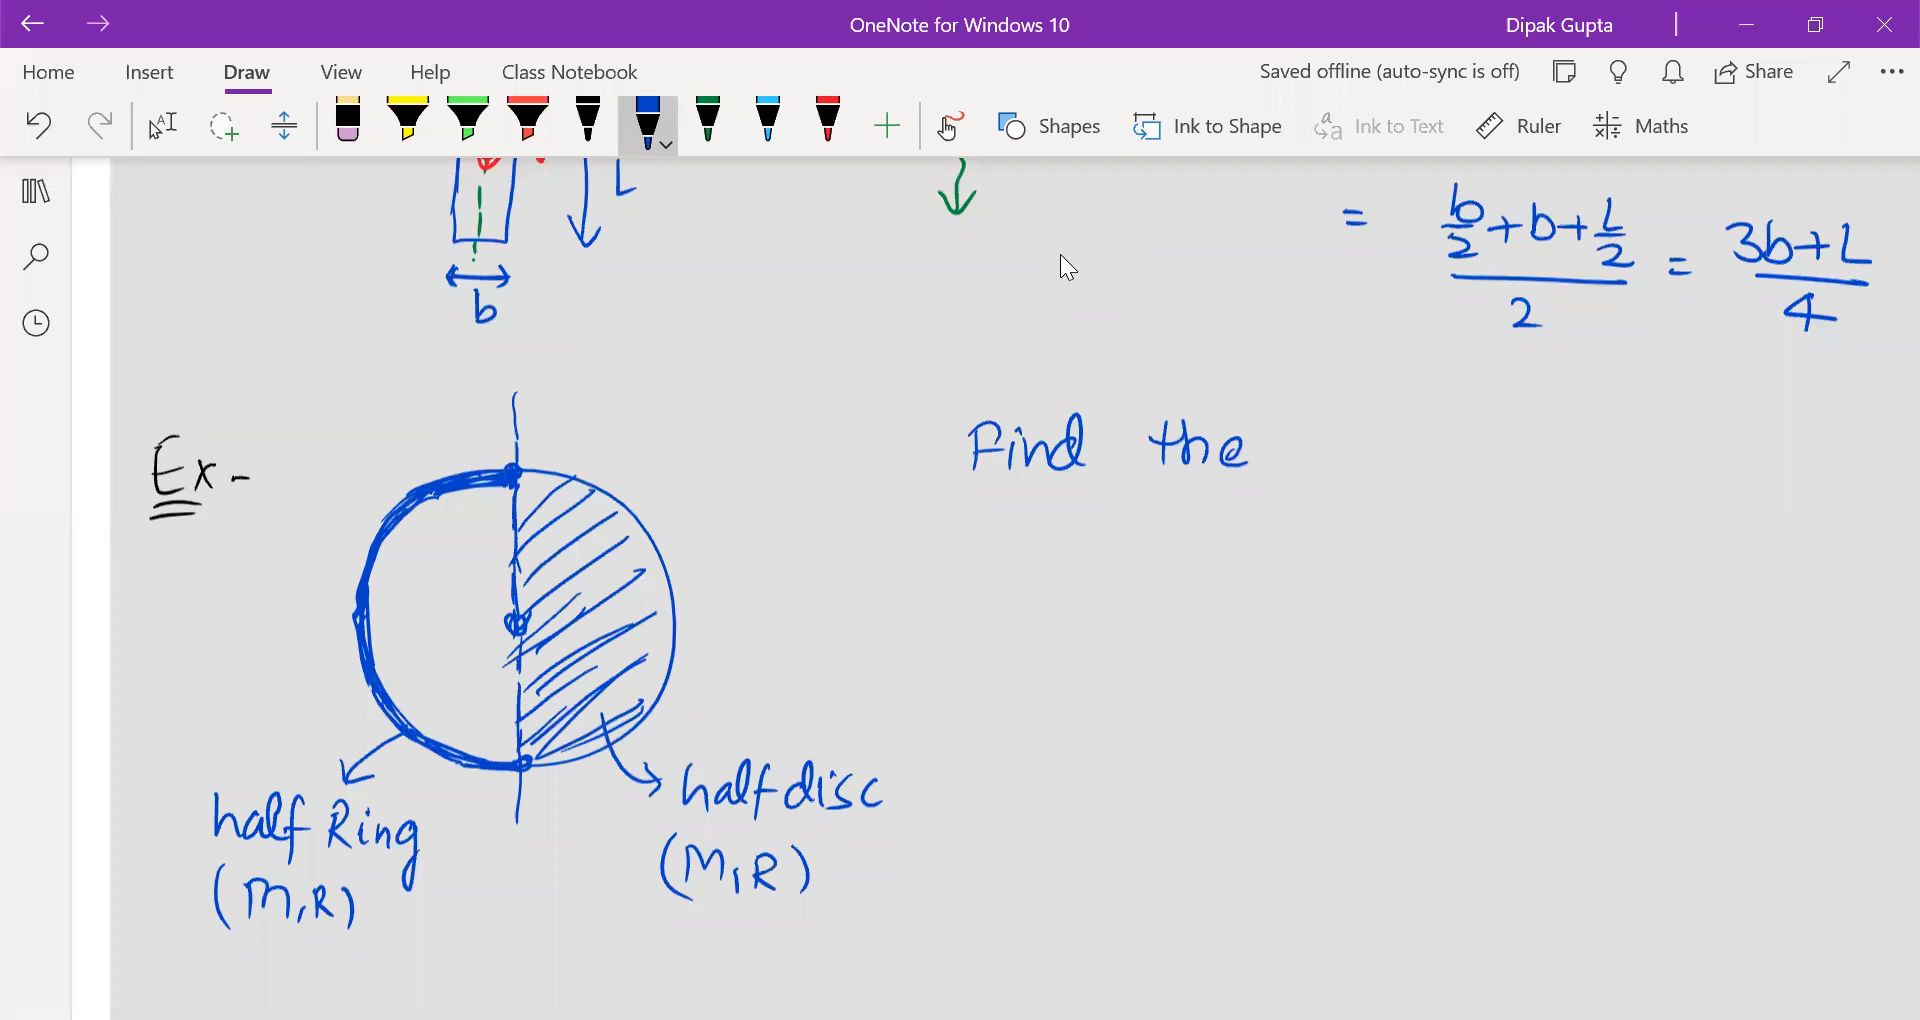 OneNote for Windows 10
Dipak Gupta
Home Insert Draw View Help Class Notebook
Saved offline (auto-sync is off) Share
Shapes Ink to Shape Ink to Text Ruler Maths
L
b
= b/2 + b + L/2 / 2 = 3b+L / 4
Ex -
Find the
half Ring
(M, R)
half disc
(M, R)